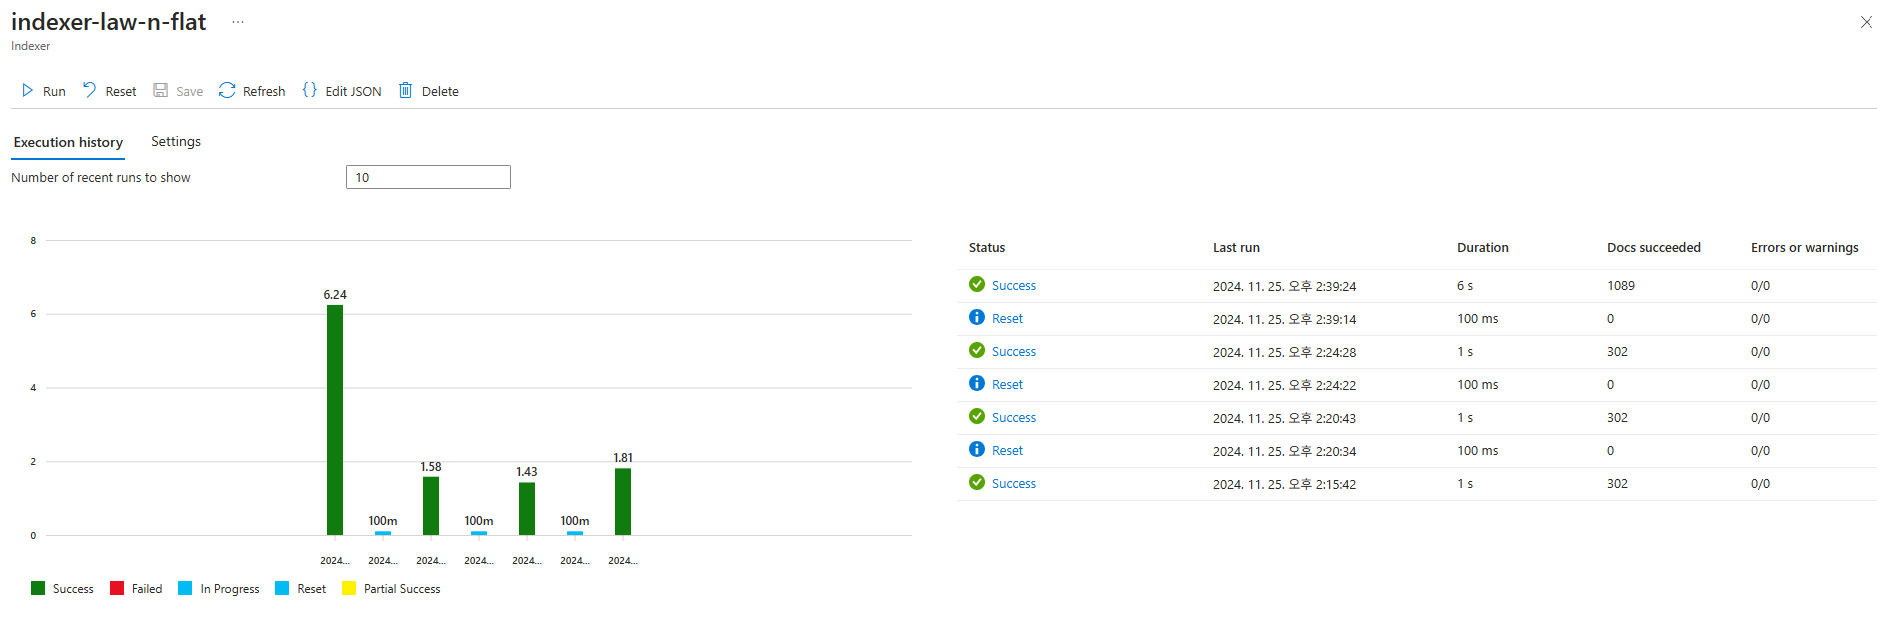 indexer-law-n-flat ...
Indexer
Run Reset Save Refresh {} Edit JSON Delete
Execution history Settings
Number of recent runs to show 10
8
6
4
2
0
6.24
100m
1.58
100m
1.43
100m
1.81
2024... 2024... 2024... 2024... 2024... 2024... 2024...
Success Failed In Progress Reset Partial Success
Status Last run Duration Docs succeeded Errors or warnings
Success 2024. 11. 25. 오후 2:39:24 6 s 1089 0/0
Reset 2024. 11. 25. 오후 2:39:14 100 ms 0 0/0
Success 2024. 11. 25. 오후 2:24:28 1 s 302 0/0
Reset 2024. 11. 25. 오후 2:24:22 100 ms 0 0/0
Success 2024. 11. 25. 오후 2:20:43 1 s 302 0/0
Reset 2024. 11. 25. 오후 2:20:34 100 ms 0 0/0
Success 2024. 11. 25. 오후 2:15:42 1 s 302 0/0